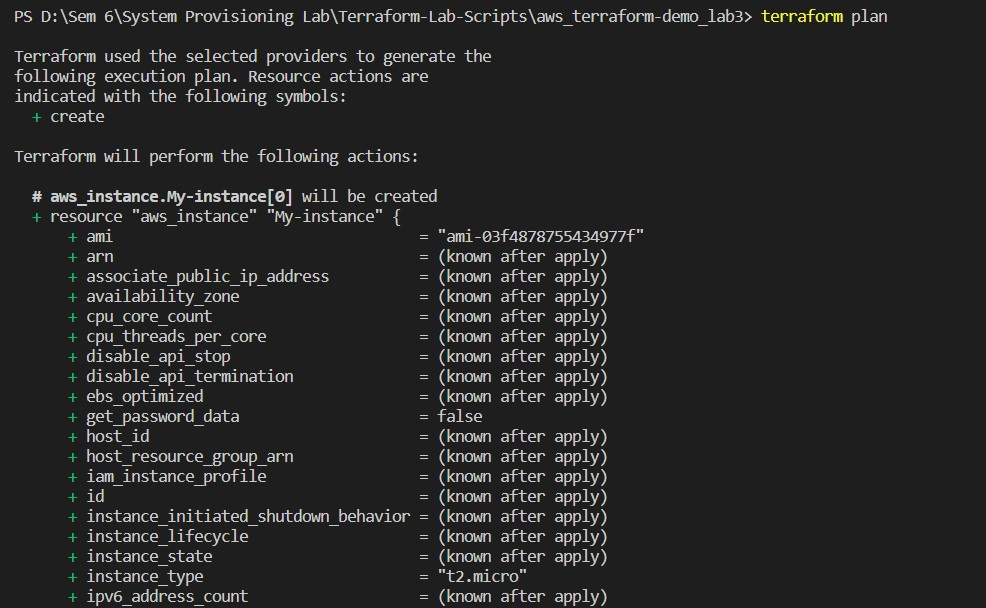 PS D:\Sem 6\System Provisioning Lab\Terraform-Lab-Scripts\aws_terraform-demo_lab3> terraform plan
Terraform used the selected providers to generate the
following execution plan. Resource actions are
indicated with the following symbols:
+ create
Terraform will perform the following actions:
# aws_instance.My-instance[0] will be created
+ resource "aws_instance" "My-instance" {
+ ami = "ami-03f4878755434977f"
+ arn = (known after apply)
+ associate_public_ip_address = (known after apply)
+ availability_zone = (known after apply)
+ cpu_core_count = (known after apply)
+ cpu_threads_per_core = (known after apply)
+ disable_api_stop = (known after apply)
+ disable_api_termination = (known after apply)
+ ebs_optimized = (known after apply)
+ get_password_data = false
+ host_id = (known after apply)
+ host_resource_group_arn = (known after apply)
+ iam_instance_profile = (known after apply)
+ id = (known after apply)
+ instance_initiated_shutdown_behavior = (known after apply)
+ instance_lifecycle = (known after apply)
+ instance_state = (known after apply)
+ instance_type = "t2.micro"
+ ipv6_address_count = (known after apply)